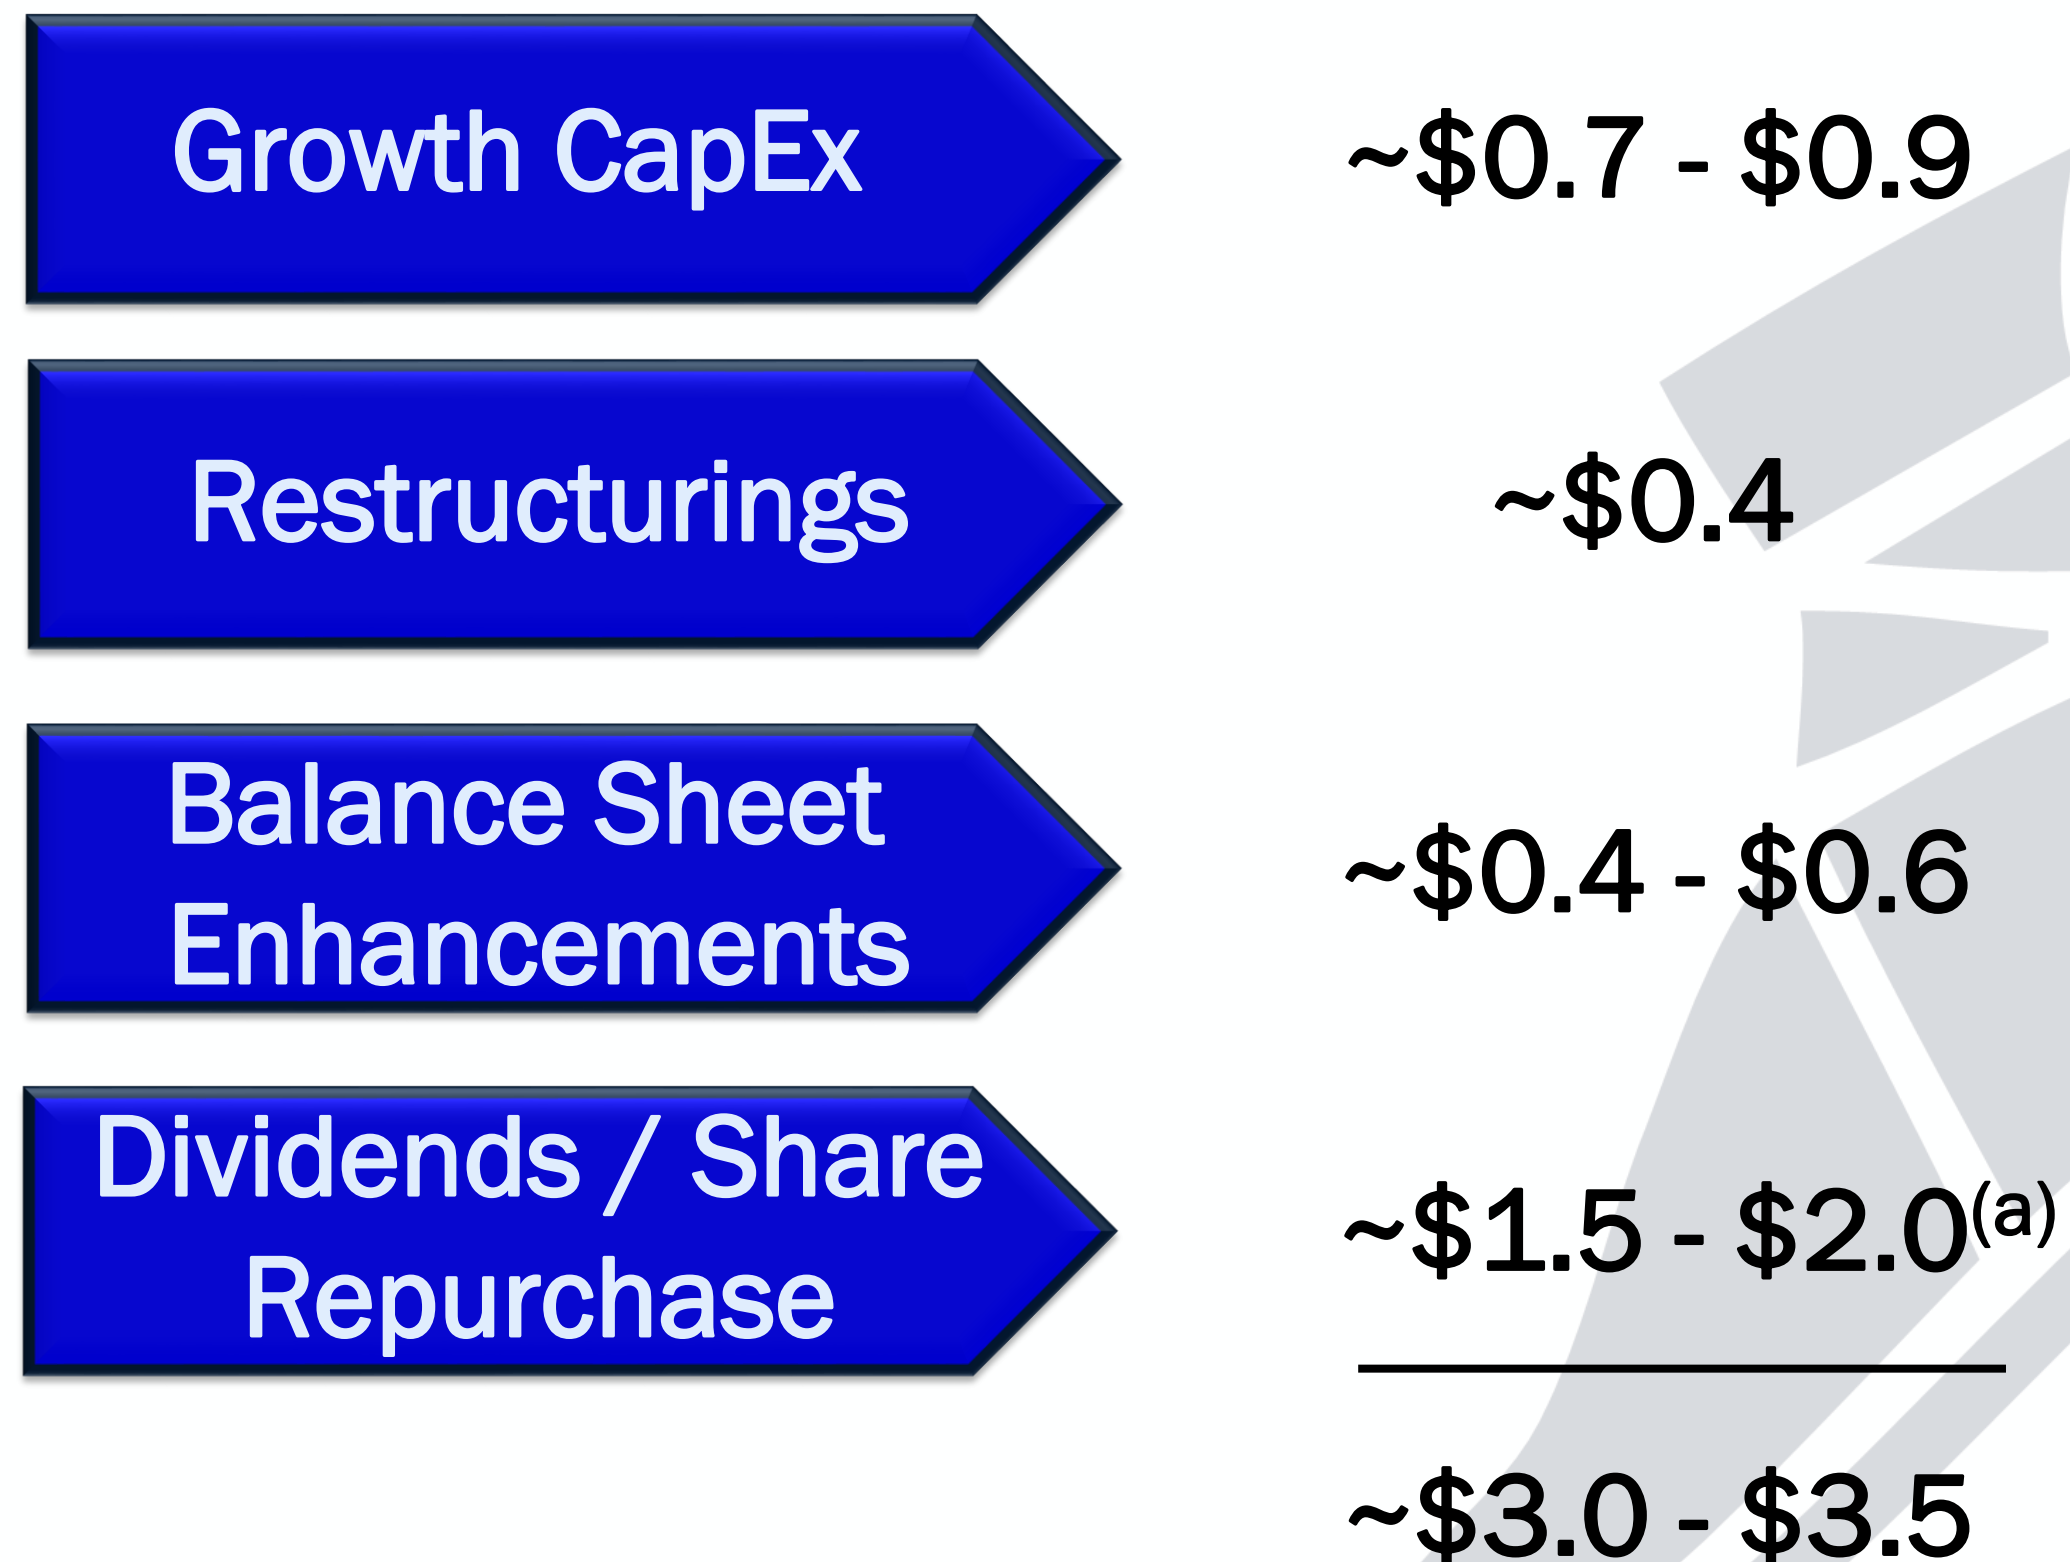 Growth CapEx
~$0.7 - $0.9
Restructurings
~$0.4
Balance Sheet
Enhancements
~$0.4 - $0.6
Dividends / Share
Repurchase
~$1.5 - $2.0(a)
~$3.0 - $3.5